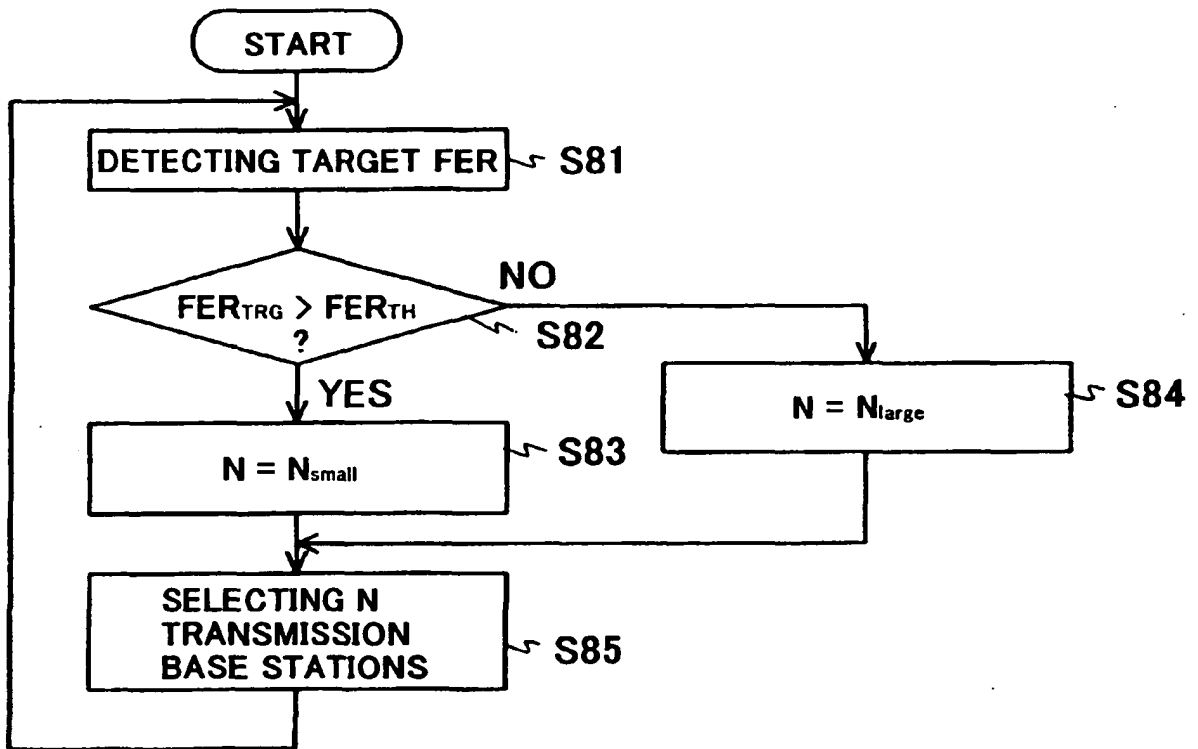 START
DETECTING TARGET FER
S81
NO
FERTRG > FERTH
?
S82
YES
N = Nsmall
S83
N = Nlarge
S84
SELECTING N
TRANSMISSION
BASE STATIONS
S85